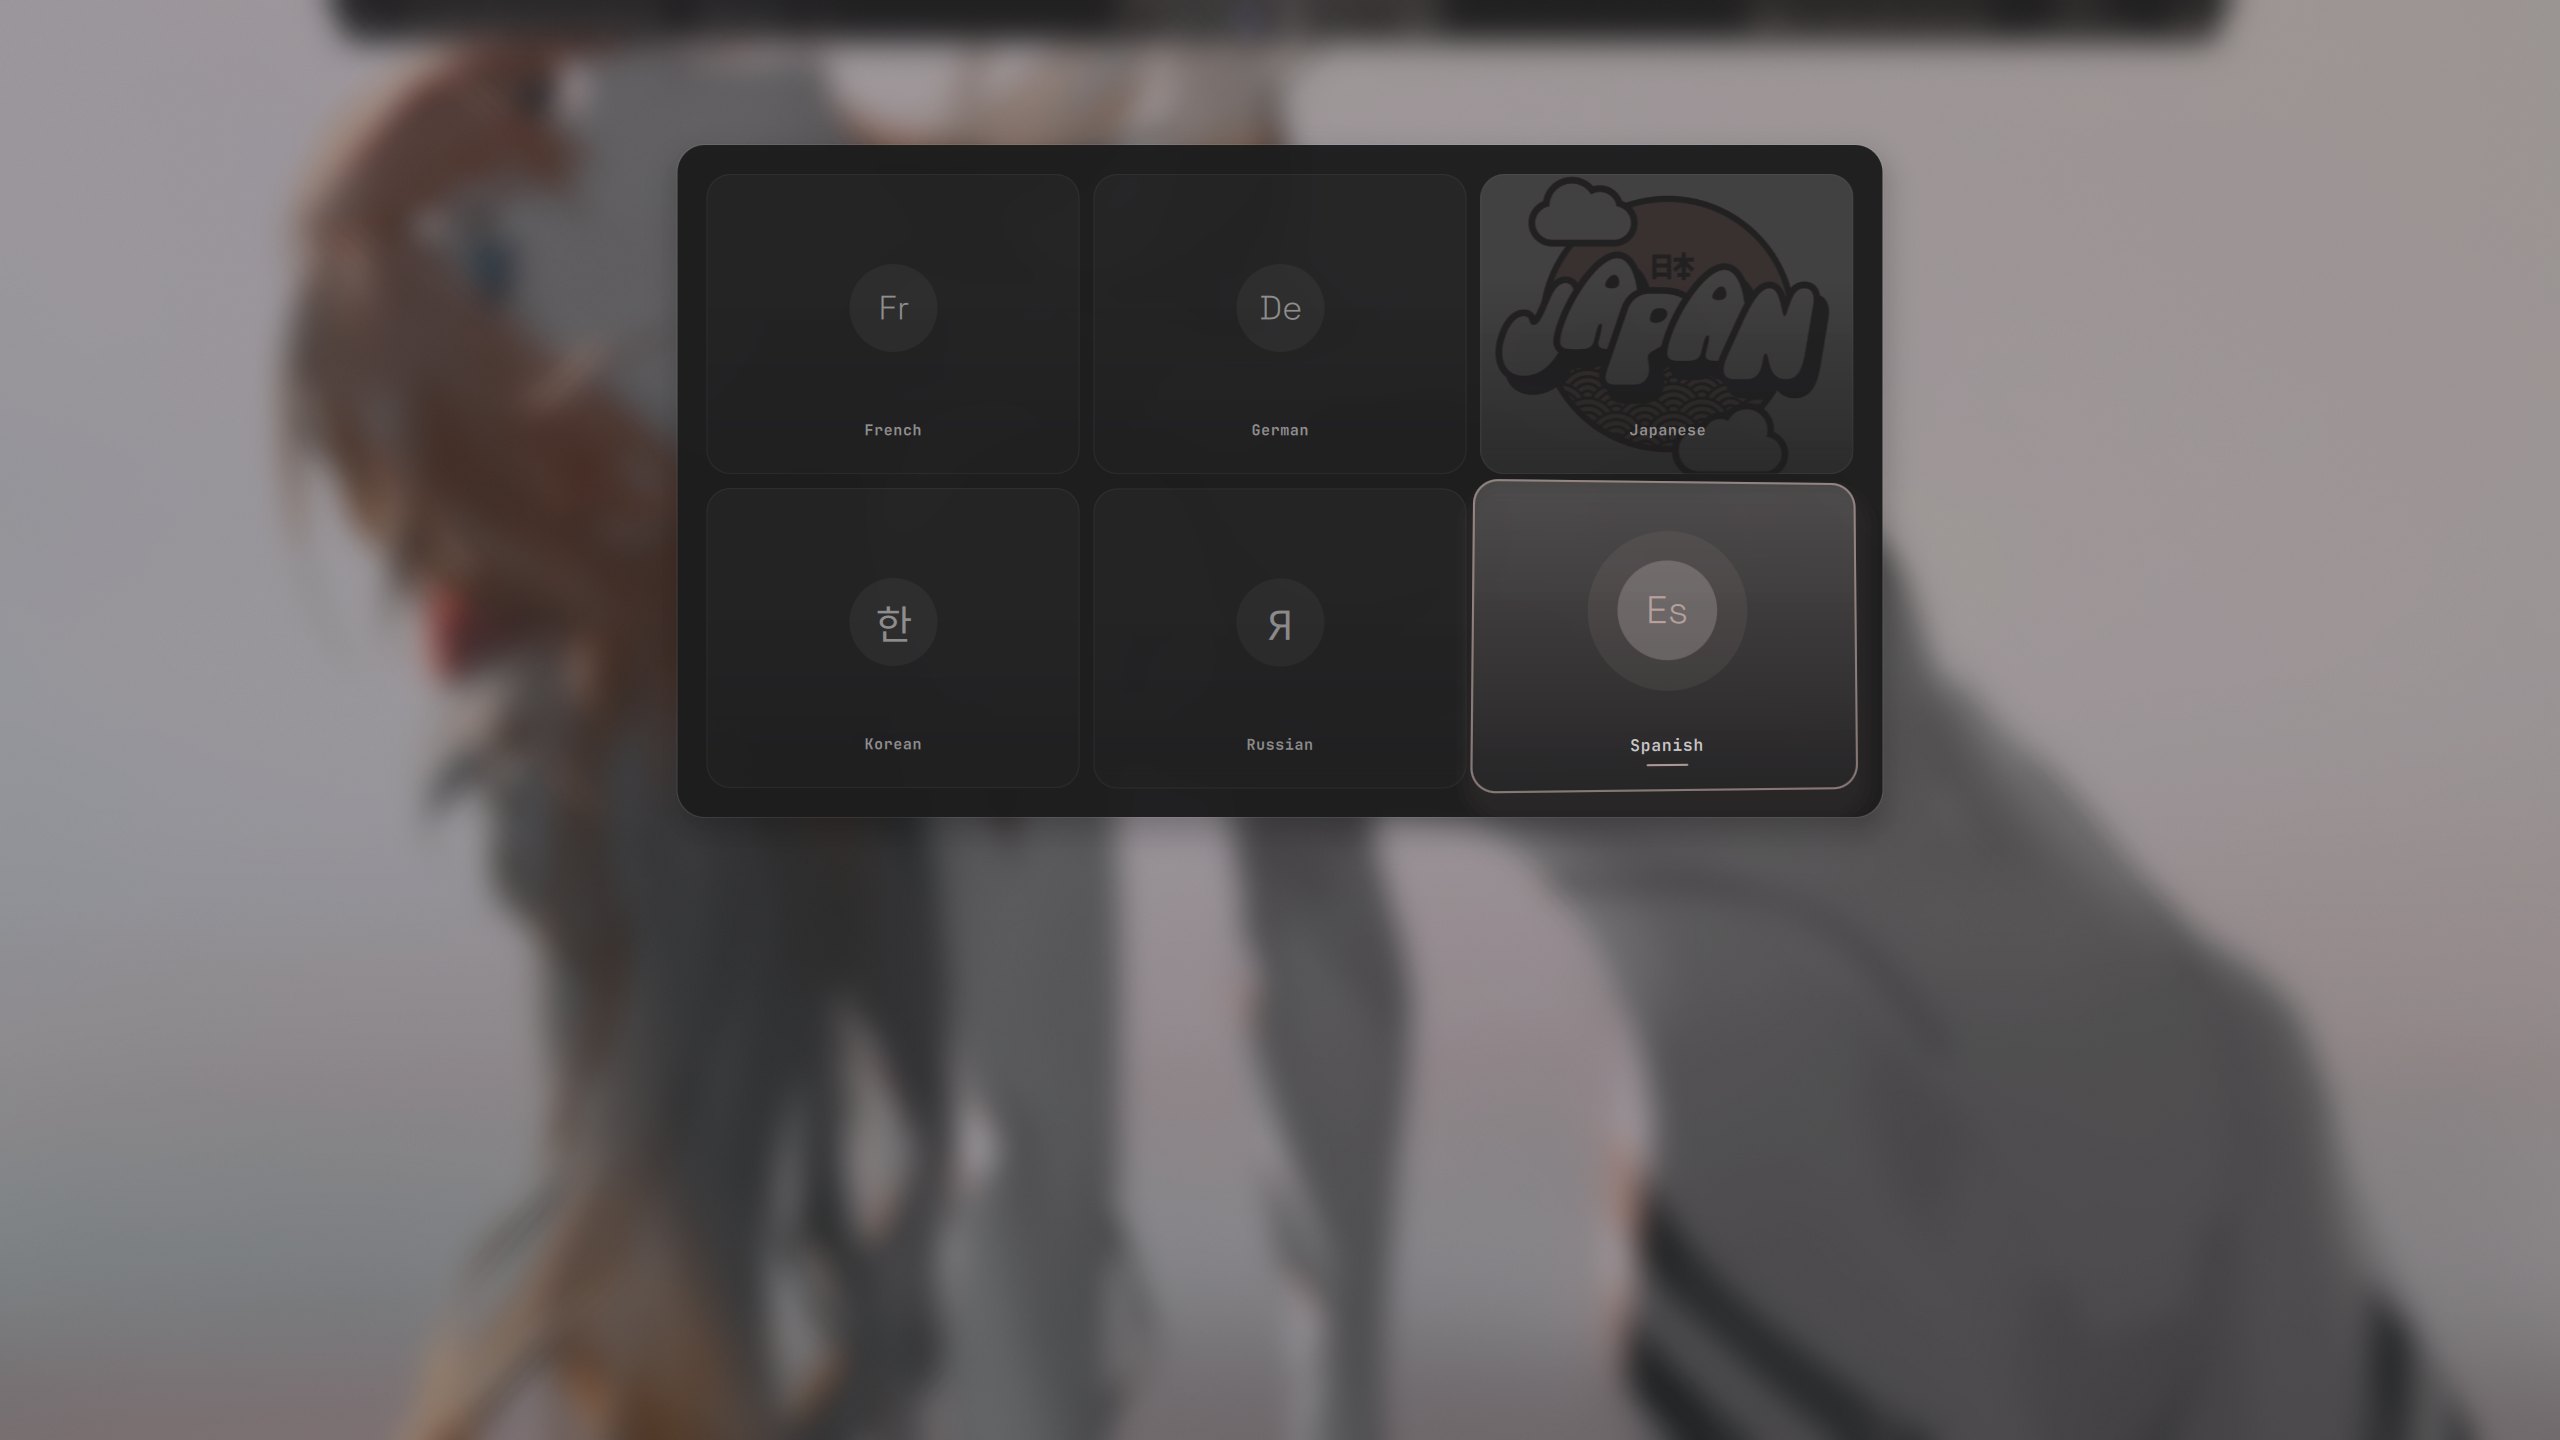 Fr
French
De
German
日本
JAPAN
Japanese
한
Korean
Я
Russian
Es
Spanish